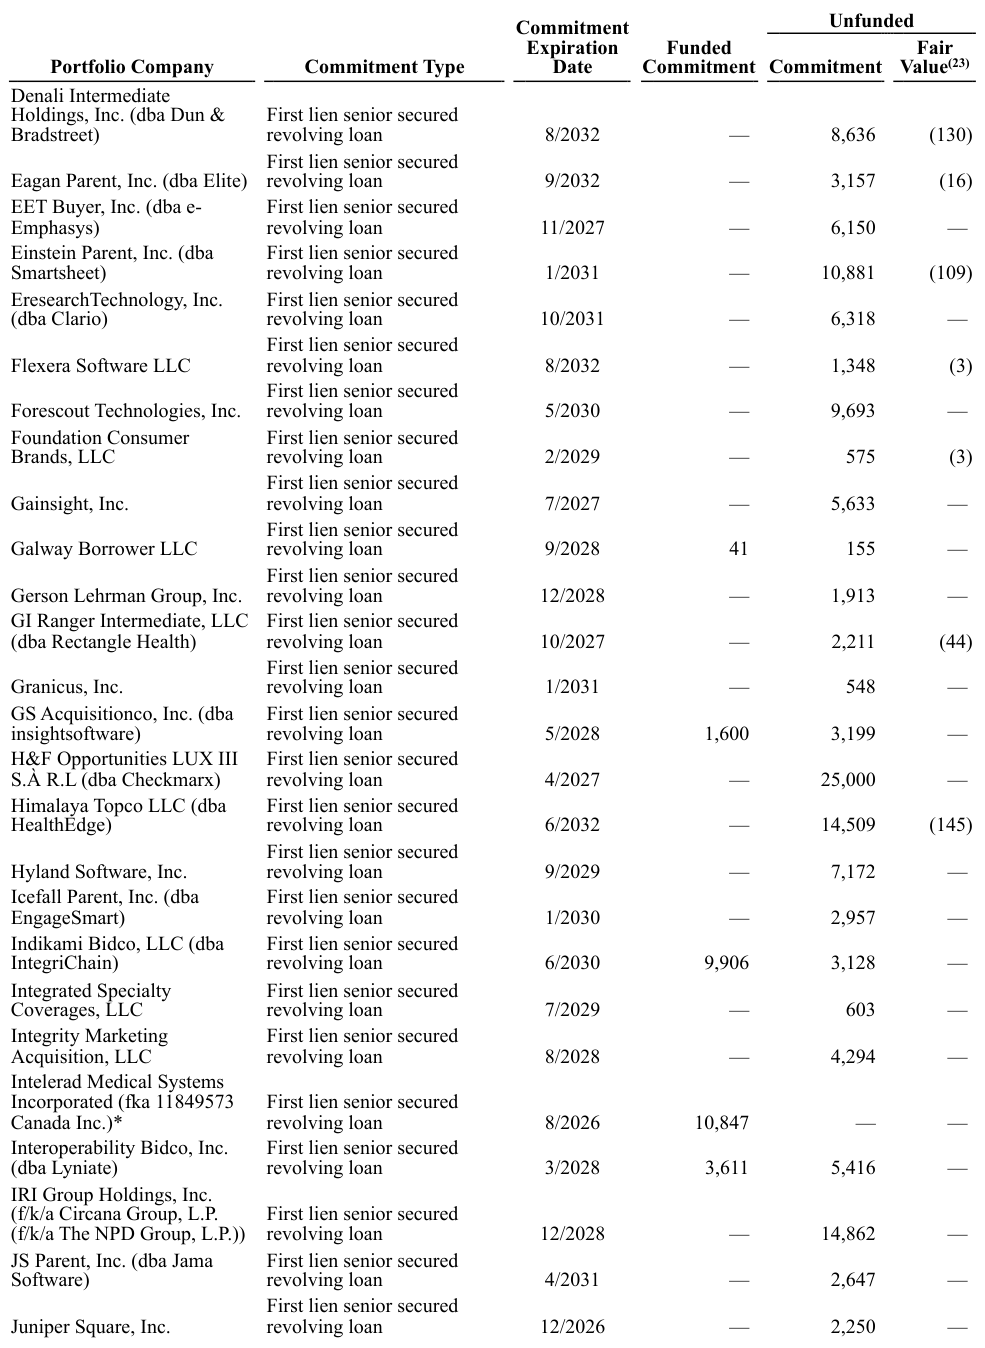 Unfunded
Commitment
Expiration
Date
Funded
Commitment
Fair
Value(23)
Portfolio Company Commitment Type Commitment
Denali Intermediate
Holdings, Inc. (dba Dun & First lien senior secured
Bradstreet) revolving loan 8/2032 — 8,636 (130)
First lien senior secured
Eagan Parent, Inc. (dba Elite) revolving loan 9/2032 — 3,157 (16)
EET Buyer, Inc. (dba e- First lien senior secured
Emphasys) revolving loan 11/2027 — 6,150 —
Einstein Parent, Inc. (dba First lien senior secured
Smartsheet) revolving loan 1/2031 — 10,881 (109)
EresearchTechnology, Inc. First lien senior secured
(dba Clario) revolving loan 10/2031 — 6,318 —
First lien senior secured
Flexera Software LLC revolving loan 8/2032 — 1,348 (3)
First lien senior secured
Forescout Technologies, Inc. revolving loan 5/2030 — 9,693 —
Foundation Consumer First lien senior secured
Brands, LLC revolving loan 2/2029 — 575 (3)
First lien senior secured
Gainsight, Inc. revolving loan 7/2027 — 5,633 —
First lien senior secured
Galway Borrower LLC revolving loan 9/2028 41 155 —
First lien senior secured
Gerson Lehrman Group, Inc. revolving loan 12/2028 — 1,913 —
GI Ranger Intermediate, LLC First lien senior secured
(dba Rectangle Health) revolving loan 10/2027 — 2,211 (44)
First lien senior secured
Granicus, Inc. revolving loan 1/2031 — 548 —
GS Acquisitionco, Inc. (dba First lien senior secured
insightsoftware) revolving loan 5/2028 1,600 3,199 —
H&F Opportunities LUX III First lien senior secured
S.À R.L (dba Checkmarx) revolving loan 4/2027 — 25,000 —
Himalaya Topco LLC (dba First lien senior secured
HealthEdge) revolving loan 6/2032 — 14,509 (145)
First lien senior secured
Hyland Software, Inc. revolving loan 9/2029 — 7,172 —
Icefall Parent, Inc. (dba First lien senior secured
EngageSmart) revolving loan 1/2030 — 2,957 —
Indikami Bidco, LLC (dba First lien senior secured
IntegriChain) revolving loan 6/2030 9,906 3,128 —
Integrated Specialty First lien senior secured
Coverages, LLC revolving loan 7/2029 — 603 —
Integrity Marketing First lien senior secured
Acquisition, LLC revolving loan 8/2028 — 4,294 —
Intelerad Medical Systems
Incorporated (fka 11849573 First lien senior secured
Canada Inc.)* revolving loan 8/2026 10,847 — —
Interoperability Bidco, Inc. First lien senior secured
(dba Lyniate) revolving loan 3/2028 3,611 5,416 —
IRI Group Holdings, Inc.
(f/k/a Circana Group, L.P. First lien senior secured
(f/k/a The NPD Group, L.P.)) revolving loan 12/2028 — 14,862 —
JS Parent, Inc. (dba Jama First lien senior secured
Software) revolving loan 4/2031 — 2,647 —
First lien senior secured
Juniper Square, Inc. revolving loan 12/2026 — 2,250 —